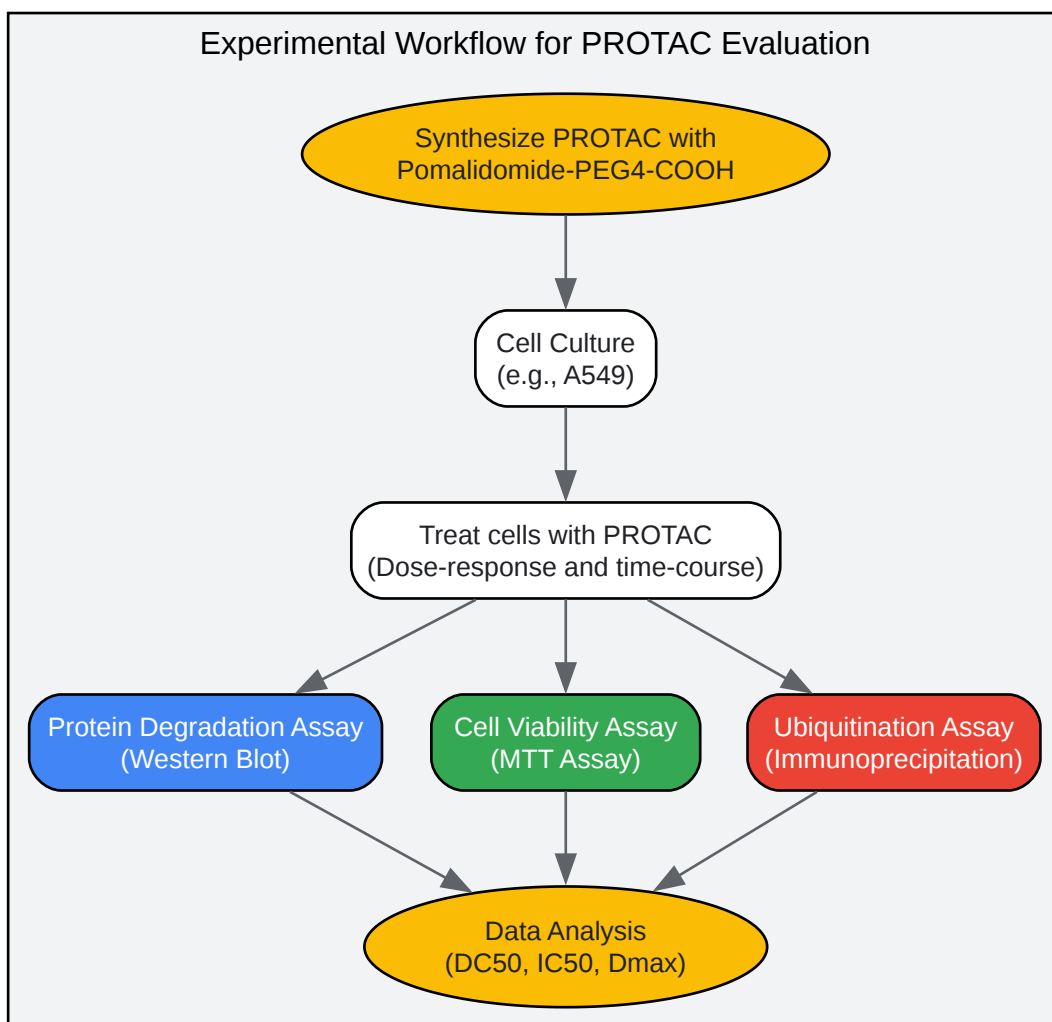 Experimental Workflow for PROTAC Evaluation
Synthesize PROTAC with
Pomalidomide-PEG4-COOH
Cell Culture
(e.g., A549)
Treat cells with PROTAC
(Dose-response and time-course)
Protein Degradation Assay
(Western Blot)
Cell Viability Assay
(MTT Assay)
Ubiquitination Assay
(Immunoprecipitation)
Data Analysis
(DC50, IC50, Dmax)